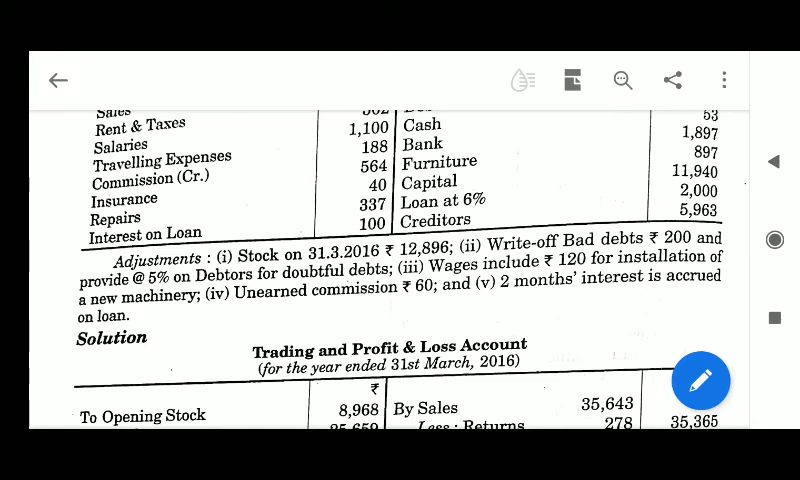 Sales
Rent & Taxes
Salaries
Travelling Expenses
Commission (Cr.)
Insurance
Repairs
Interest on Loan
1,100
188
564
40
337
100
Cash
Bank
Furniture
Capital
Loan at 6%
Creditors
53
1,897
897
11,940
2,000
5,963
Adjustments : (i) Stock on 31.3.2016 ₹ 12,896; (ii) Write-off Bad debts ₹ 200 and
provide @ 5% on Debtors for doubtful debts; (iii) Wages include ₹ 120 for installation of
a new machinery; (iv) Unearned commission ₹ 60; and (v) 2 months' interest is accrued
on loan.
Solution
Trading and Profit & Loss Account
(for the year ended 31st March, 2016)
₹
To Opening Stock 8,968 By Sales 35,643
Less : Returns 278 35,365